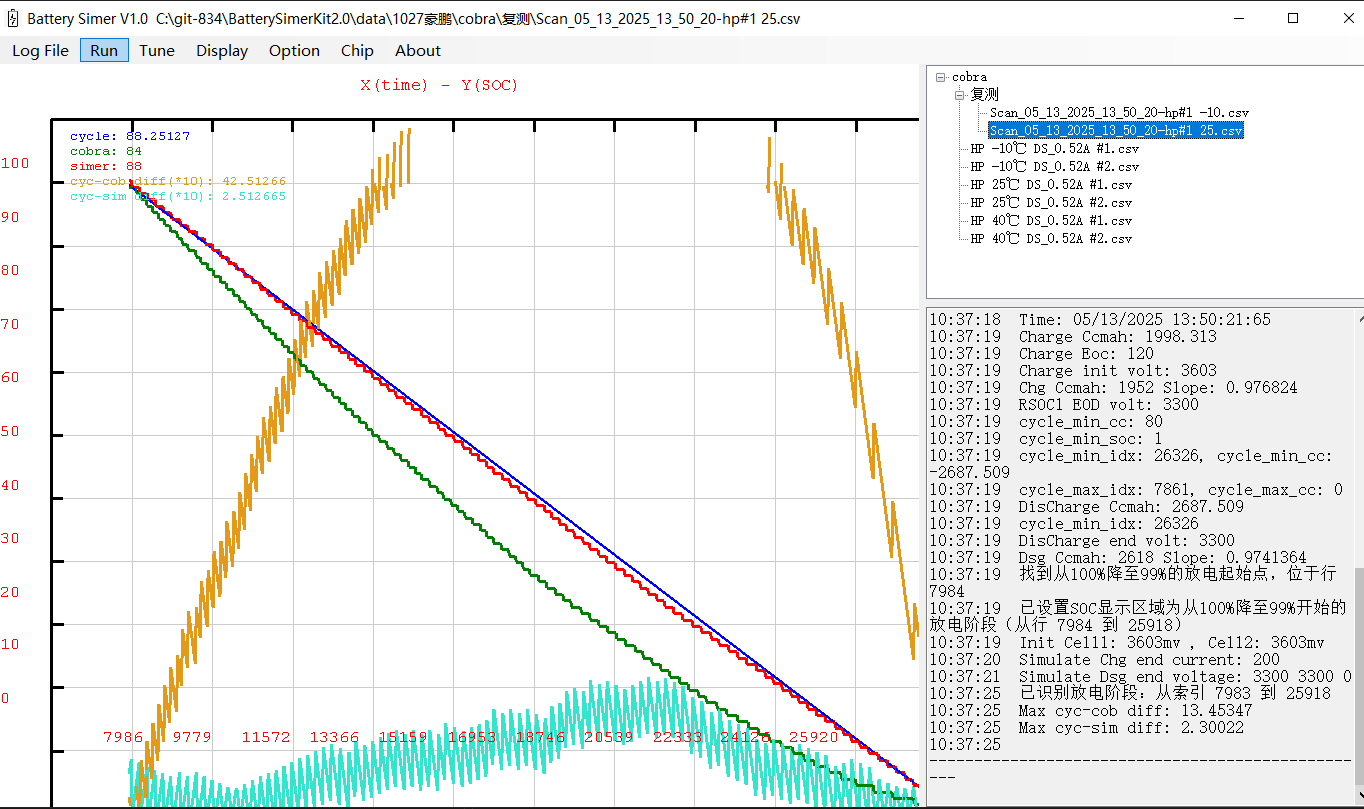 Battery Simer V1.0  C:\git-834\BatterySimerKit2.0\data\1027豪鹏\cobra\复测\Scan_05_13_2025_13_50_20-hp#1 25.csv
Log File  Run  Tune  Display  Option  Chip  About
X(time) - Y(SOC)
cycle: 88.25127
cobra: 84
simer: 88
cyc-cob diff(*10): 42.51266
cyc-sim diff(*10): 2.512665
100
90
80
70
60
50
40
30
20
10
0
7986  9779  11572  13366  15159  16953  18746  20539  22333  24126  25920
cobra
复测
Scan_05_13_2025_13_50_20-hp#1 -10.csv
Scan_05_13_2025_13_50_20-hp#1 25.csv
HP -10℃ DS_0.52A #1.csv
HP -10℃ DS_0.52A #2.csv
HP 25℃ DS_0.52A #1.csv
HP 25℃ DS_0.52A #2.csv
HP 40℃ DS_0.52A #1.csv
HP 40℃ DS_0.52A #2.csv
10:37:18  Time: 05/13/2025 13:50:21:65
10:37:19  Charge Ccmah: 1998.313
10:37:19  Charge Eoc: 120
10:37:19  Charge init volt: 3603
10:37:19  Chg Ccmah: 1952 Slope: 0.976824
10:37:19  RSOC1 EOD volt: 3300
10:37:19  cycle_min_cc: 80
10:37:19  cycle_min_soc: 1
10:37:19  cycle_min_idx: 26326, cycle_min_cc:
-2687.509
10:37:19  cycle_max_idx: 7861, cycle_max_cc: 0
10:37:19  DisCharge Ccmah: 2687.509
10:37:19  cycle_min_idx: 26326
10:37:19  DisCharge end volt: 3300
10:37:19  Dsg Ccmah: 2618 Slope: 0.9741364
10:37:19  找到从100%降至99%的放电起始点，位于行
7984
10:37:19  已设置SOC显示区域为从100%降至99%开始的
放电阶段（从行 7984 到 25918）
10:37:19  Init Cell1: 3603mv , Cell2: 3603mv
10:37:20  Simulate Chg end current: 200
10:37:21  Simulate Dsg end voltage: 3300 3300 0
10:37:25  已识别放电阶段: 从索引 7983 到 25918
10:37:25  Max cyc-cob diff: 13.45347
10:37:25  Max cyc-sim diff: 2.30022
10:37:25
-----------------------------------------------
---